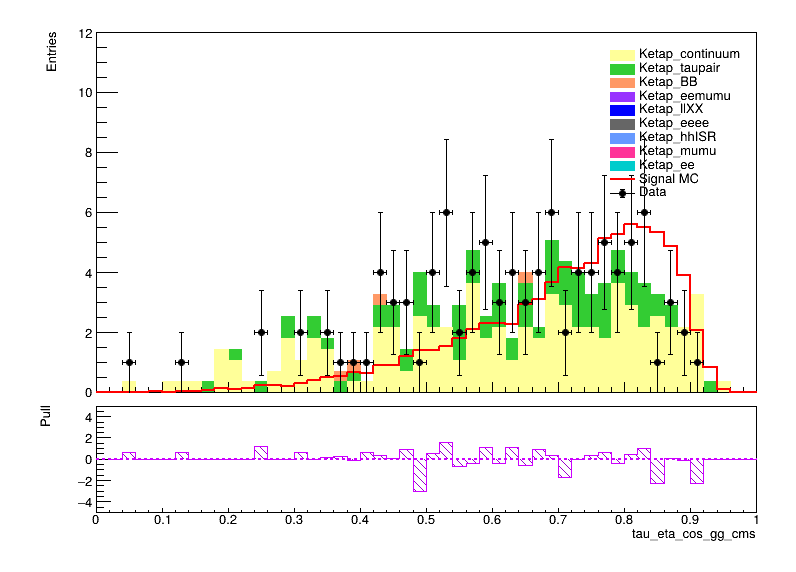 Entries
12
10
8
6
4
2
0
Ketap_continuum
Ketap_taupair
Ketap_BB
Ketap_eemumu
Ketap_llXX
Ketap_eeee
Ketap_hhISR
Ketap_mumu
Ketap_ee
Signal MC
Data
Pull
4
2
0
−2
−4
0 0.1 0.2 0.3 0.4 0.5 0.6 0.7 0.8 0.9 1
tau_eta_cos_gg_cms